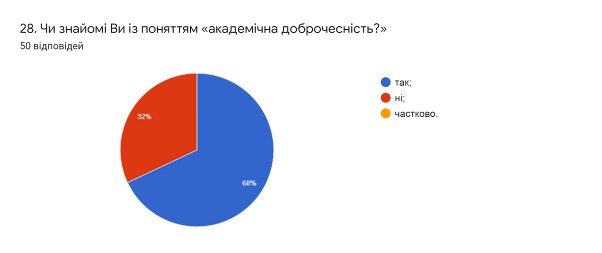 28. Чи знайомі Ви із поняттям «академічна доброчесність?»
50 відповідей
так;
ні;
частково.
32%
68%